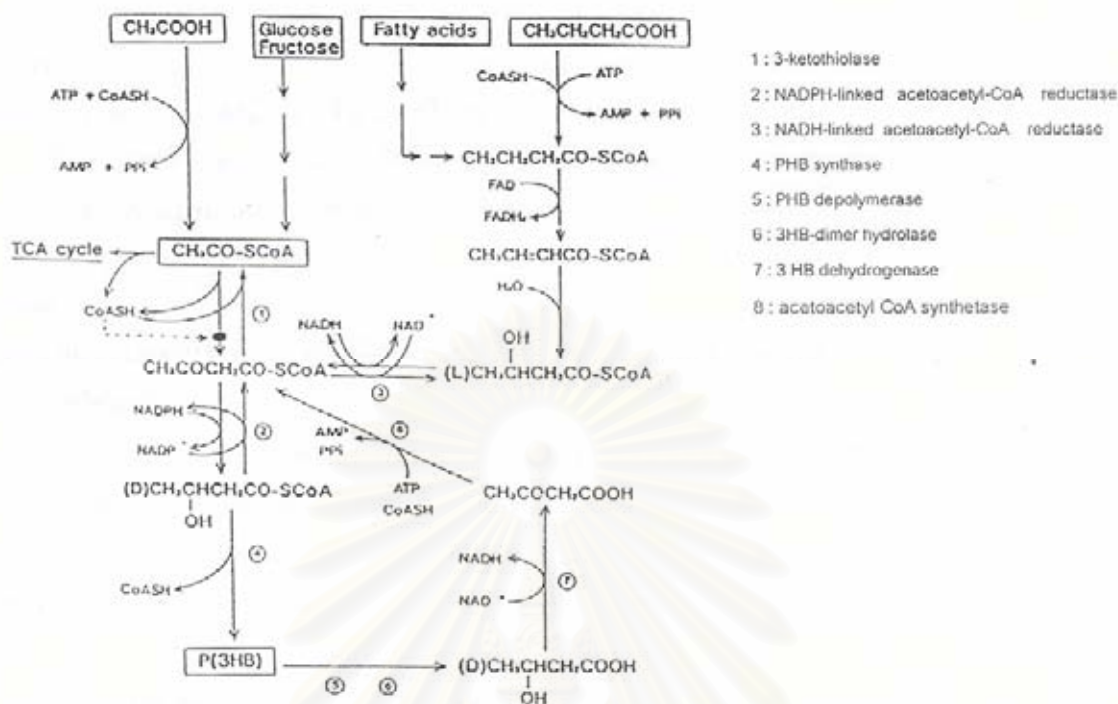 CH₃COOH
Glucose
Fructose
Fatty acids
CH₃CH₂CH₂COOH
ATP + CoASH
AMP + PPi
CoASH
ATP
AMP + PPi
CH₃CH₂CH₂CO-SCoA
FAD
FADH₂
TCA cycle
CH₃CO-SCoA
CH₃CH=CHCO-SCoA
CoASH
①
H₂O
NADH
NAD⁺
OH
CH₃COCH₂CO-SCoA
③
(L)CH₃CHCH₂CO-SCoA
NADPH
NADP⁺
②
AMP
PPi
⑧
ATP
CoASH
(D)CH₃CHCH₂CO-SCoA
OH
CH₃COCH₂COOH
④
CoASH
NADH
NAD⁺
⑦
P(3HB)
⑤ ⑥
(D)CH₃CHCH₂COOH
OH
1 : 3-ketothiolase
2 : NADPH-linked acetoacetyl-CoA reductase
3 : NADH-linked acetoacetyl-CoA reductase
4 : PHB synthase
5 : PHB depolymerase
6 : 3HB-dimer hydrolase
7 : 3 HB dehydrogenase
8 : acetoacetyl CoA synthetase